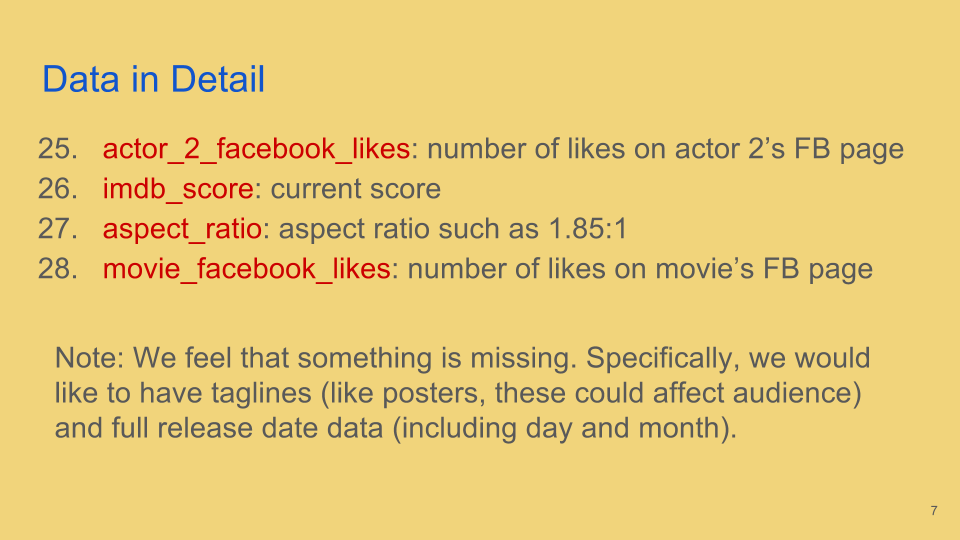 Data in Detail
25. actor_2_facebook_likes: number of likes on actor 2’s FB page
26. imdb_score: current score
27. aspect_ratio: aspect ratio such as 1.85:1
28. movie_facebook_likes: number of likes on movie’s FB page
Note: We feel that something is missing. Specifically, we would
like to have taglines (like posters, these could affect audience)
and full release date data (including day and month).
7